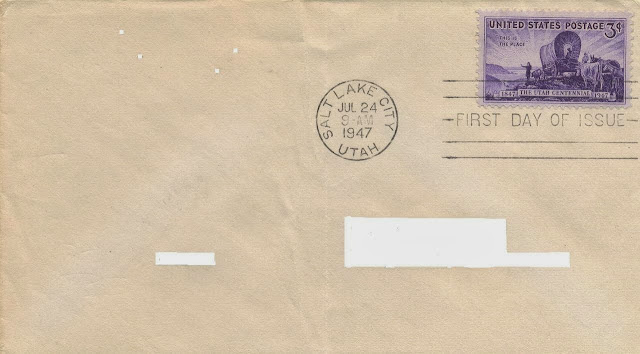 UNITED STATES POSTAGE 3¢
THIS IS
THE PLACE
1847 THE UTAH CENTENNIAL 1947
SALT LAKE CITY
JUL 24
9-AM
1947
UTAH
FIRST DAY OF ISSUE